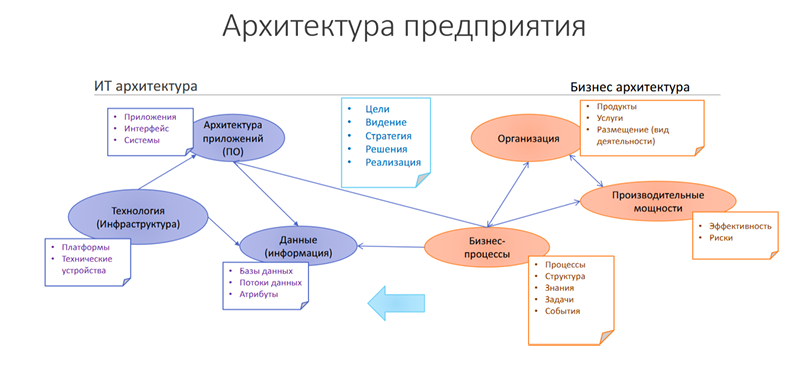 Архитектура предприятия
ИТ архитектура
Бизнес архитектура
• Приложения
• Интерфейс
• Системы
Архитектура
приложений
(ПО)
• Цели
• Видение
• Стратегия
• Решения
• Реализация
Организация
• Продукты
• Услуги
• Размещение (вид
деятельности)
Технология
(Инфраструктура)
• Платформы
• Технические
устройства
Данные
(информация)
• Базы данных
• Потоки данных
• Атрибуты
Бизнес-
процессы
• Процессы
• Структура
• Знания
• Задачи
• События
Производительные
мощности
• Эффективность
• Риски